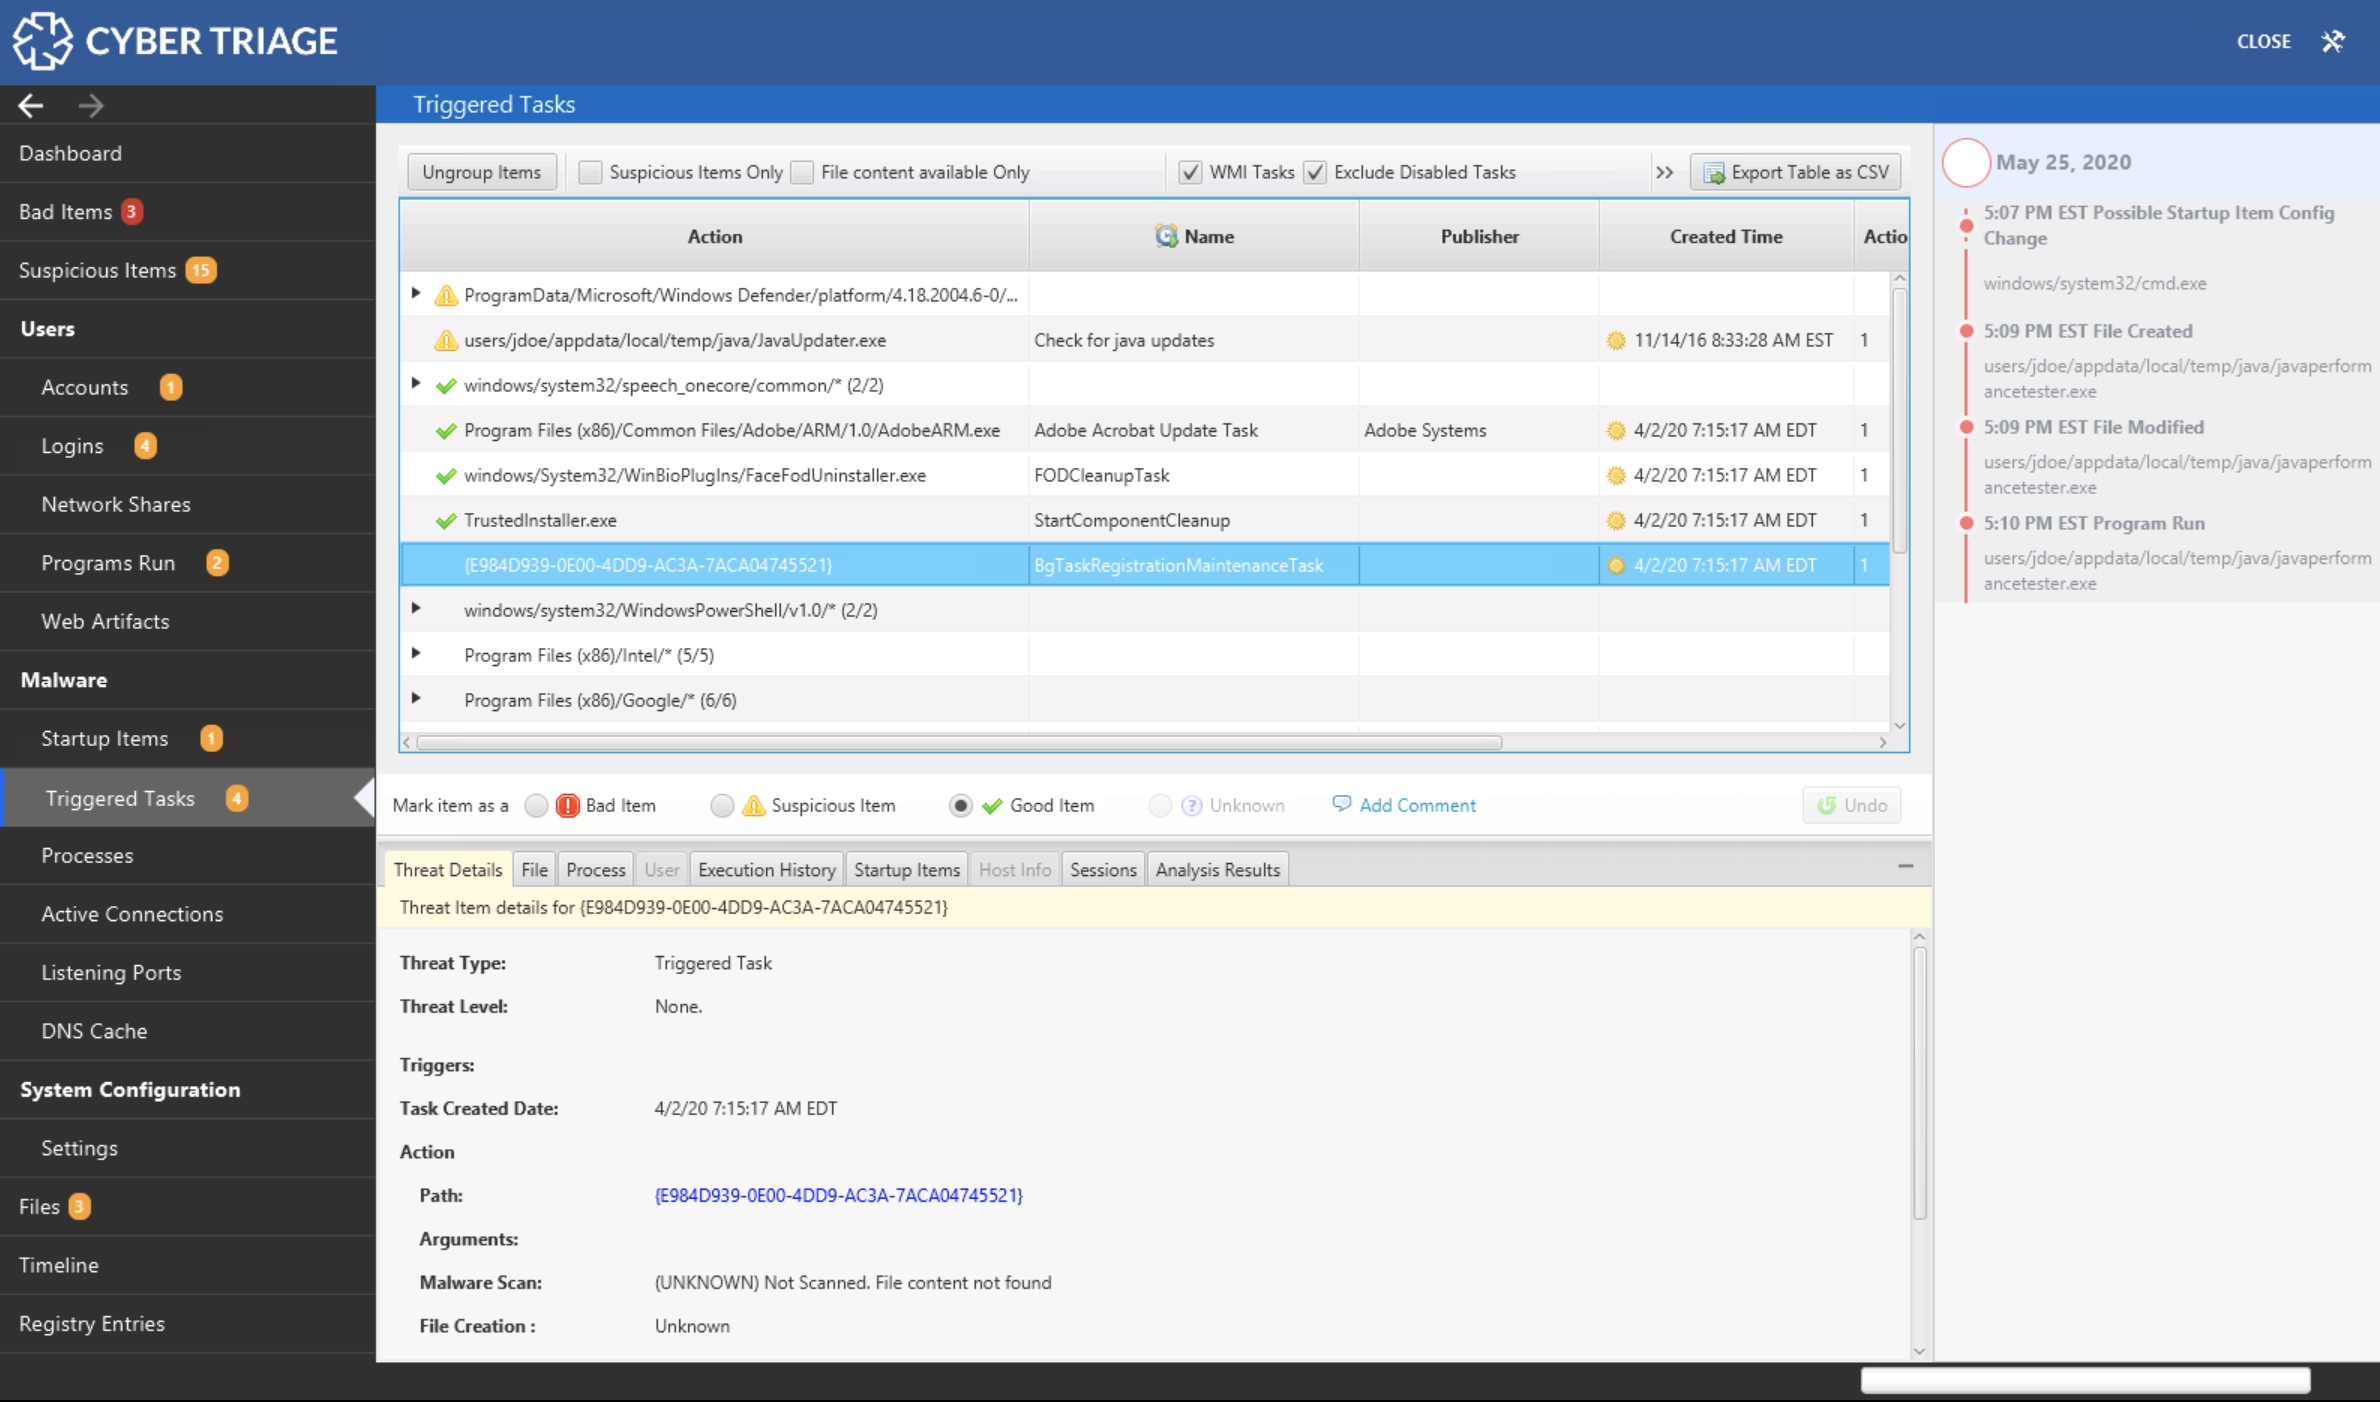 CYBER TRIAGE
CLOSE
Triggered Tasks
Dashboard
Bad Items 3
Suspicious Items 15
Users
Accounts 1
Logins 4
Network Shares
Programs Run 2
Web Artifacts
Malware
Startup Items 1
Triggered Tasks 4
Processes
Active Connections
Listening Ports
DNS Cache
System Configuration
Settings
Files 3
Timeline
Registry Entries
Ungroup Items Suspicious Items Only File content available Only WMI Tasks Exclude Disabled Tasks >> Export Table as CSV
Action Name Publisher Created Time Actio
ProgramData/Microsoft/Windows Defender/platform/4.18.2004.6-0/...
users/jdoe/appdata/local/temp/java/JavaUpdater.exe Check for java updates 11/14/16 8:33:28 AM EST 1
windows/system32/speech_onecore/common/* (2/2)
Program Files (x86)/Common Files/Adobe/ARM/1.0/AdobeARM.exe Adobe Acrobat Update Task Adobe Systems 4/2/20 7:15:17 AM EDT 1
windows/System32/WinBioPlugIns/FaceFodUninstaller.exe FODCleanupTask 4/2/20 7:15:17 AM EDT 1
TrustedInstaller.exe StartComponentCleanup 4/2/20 7:15:17 AM EDT 1
{E984D939-0E00-4DD9-AC3A-7ACA04745521} BgTaskRegistrationMaintenanceTask 4/2/20 7:15:17 AM EDT 1
windows/system32/WindowsPowerShell/v1.0/* (2/2)
Program Files (x86)/Intel/* (5/5)
Program Files (x86)/Google/* (6/6)
Mark item as a Bad Item Suspicious Item Good Item ? Unknown Add Comment Undo
Threat Details File Process User Execution History Startup Items Host Info Sessions Analysis Results
Threat Item details for {E984D939-0E00-4DD9-AC3A-7ACA04745521}
Threat Type: Triggered Task
Threat Level: None.
Triggers:
Task Created Date: 4/2/20 7:15:17 AM EDT
Action
Path: {E984D939-0E00-4DD9-AC3A-7ACA04745521}
Arguments:
Malware Scan: (UNKNOWN) Not Scanned. File content not found
File Creation : Unknown
May 25, 2020
5:07 PM EST Possible Startup Item Config
Change
windows/system32/cmd.exe
5:09 PM EST File Created
users/jdoe/appdata/local/temp/java/javaperform
ancetester.exe
5:09 PM EST File Modified
users/jdoe/appdata/local/temp/java/javaperform
ancetester.exe
5:10 PM EST Program Run
users/jdoe/appdata/local/temp/java/javaperform
ancetester.exe